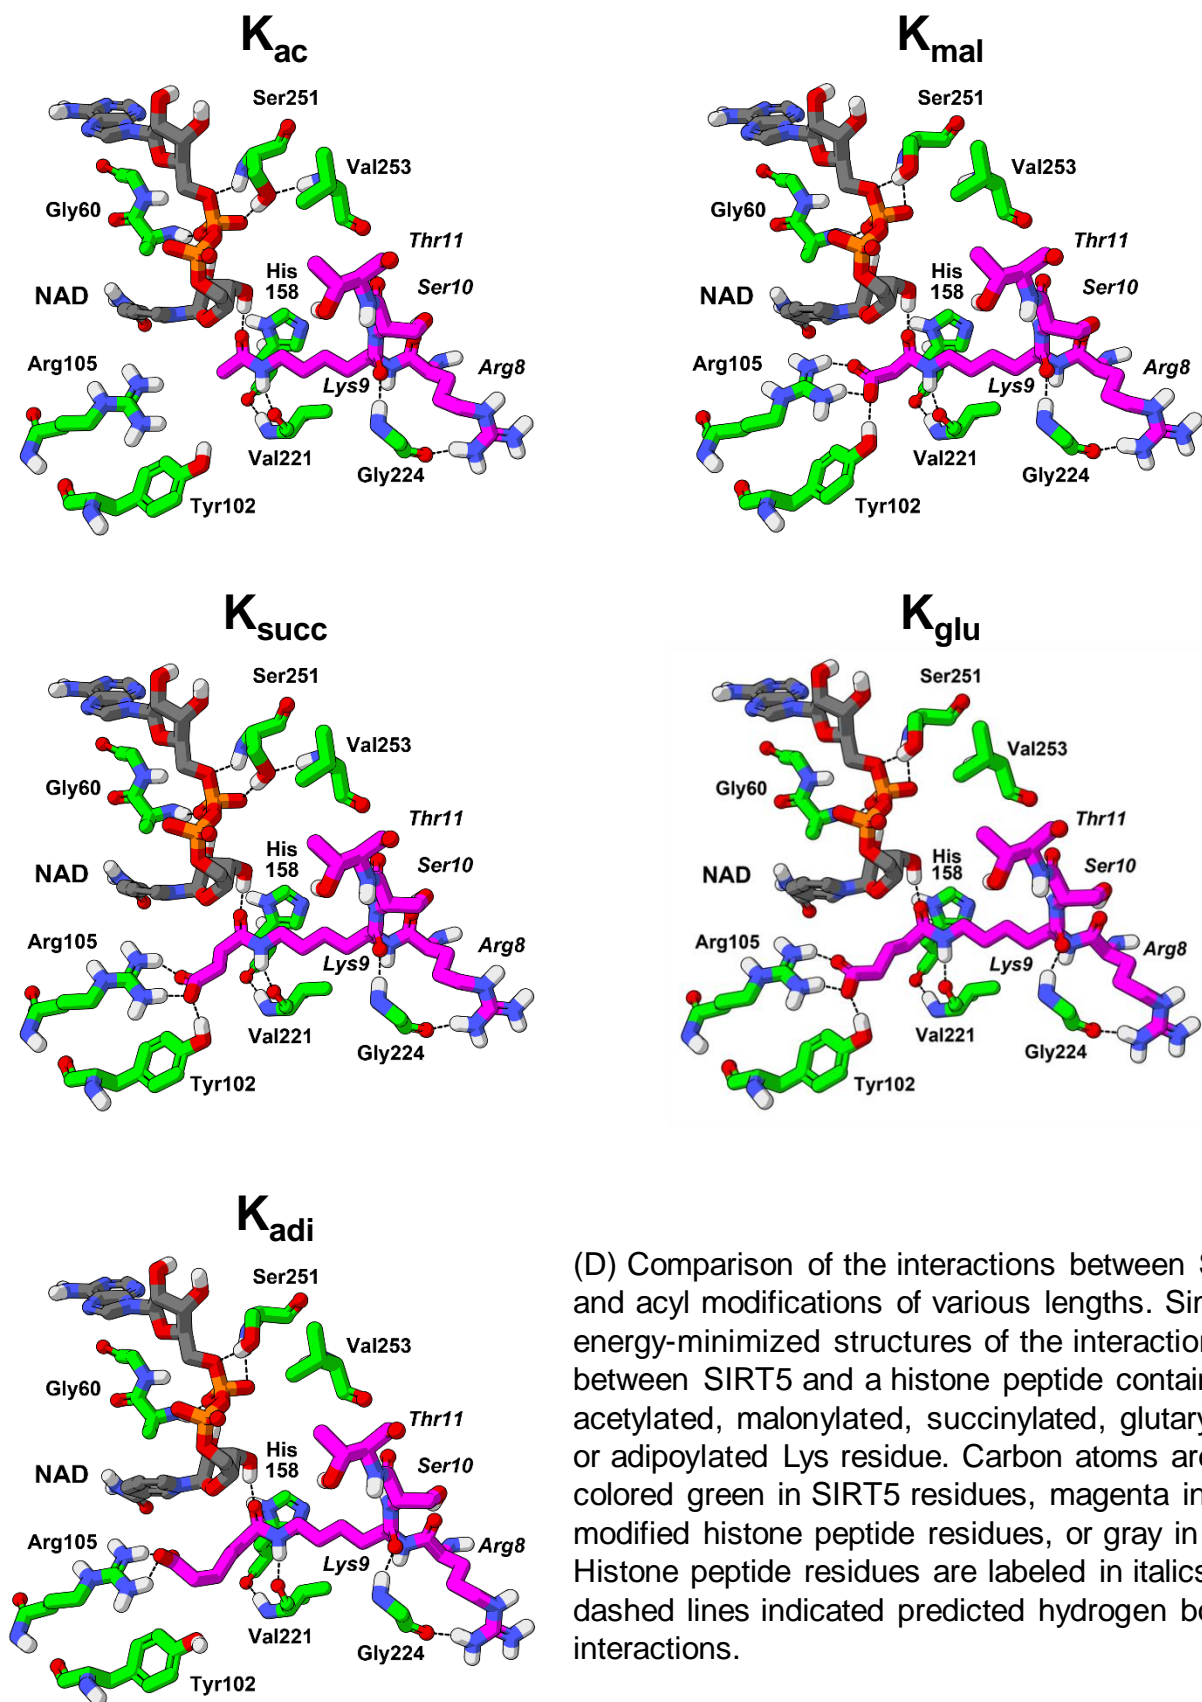 Kac
Ser251
Val253
Gly60
Thr11
His
158
Ser10
NAD
Arg105
Lys9
Arg8
Val221
Gly224
Tyr102
Kmal
Ser251
Val253
Gly60
Thr11
His
158
Ser10
NAD
Arg105
Lys9
Arg8
Val221
Gly224
Tyr102
Ksucc
Ser251
Val253
Gly60
Thr11
His
158
Ser10
NAD
Arg105
Lys9
Arg8
Val221
Gly224
Tyr102
Kglu
Ser251
Val253
Gly60
Thr11
His
158
Ser10
NAD
Arg105
Lys9
Arg8
Val221
Gly224
Tyr102
Kadi
Ser251
Val253
Gly60
Thr11
His
158
Ser10
NAD
Arg105
Lys9
Arg8
Val221
Gly224
Tyr102
(D) Comparison of the interactions between
and acyl modifications of various lengths.
energy-minimized structures of the
between SIRT5 and a histone peptide
acetylated, malonylated, succinylated,
or adipoylated Lys residue. Carbon atoms are
colored green in SIRT5 residues, magenta in
modified histone peptide residues, or gray in
Histone peptide residues are labeled in italics
dashed lines indicated predicted hydrogen
interactions.